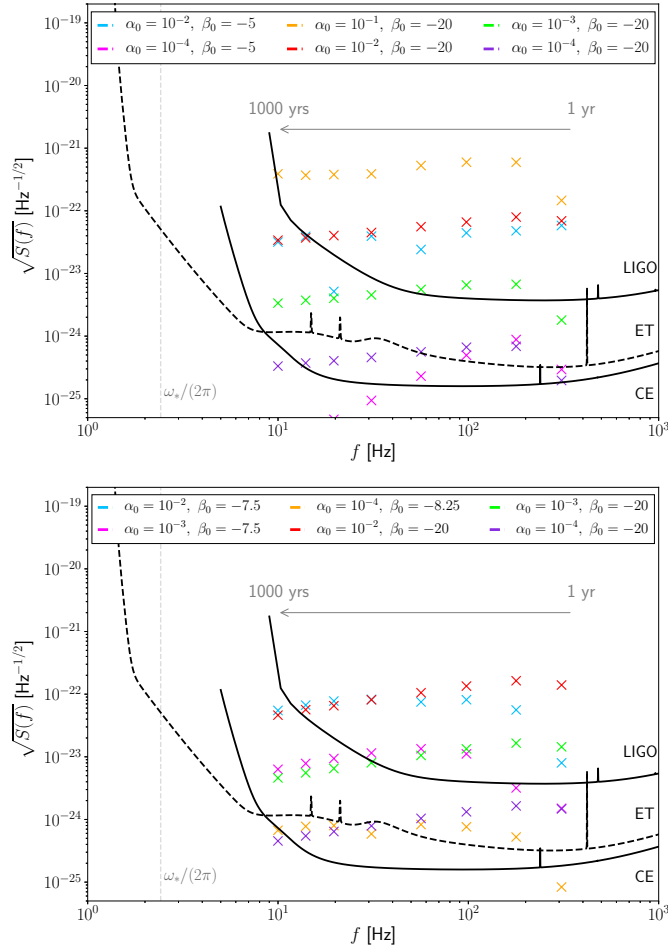 α₀ = 10⁻², β₀ = −5 α₀ = 10⁻¹, β₀ = −20 α₀ = 10⁻³, β₀ = −20
α₀ = 10⁻⁴, β₀ = −5 α₀ = 10⁻², β₀ = −20 α₀ = 10⁻⁴, β₀ = −20
10⁻¹⁹
10⁻²⁰
10⁻²¹
10⁻²²
10⁻²³
10⁻²⁴
10⁻²⁵
√S(f) [Hz⁻¹/²]
1000 yrs 1 yr
LIGO
ET
CE
ω*/(2π)
10⁰ 10¹ 10² 10³
f [Hz]
α₀ = 10⁻², β₀ = −7.5 α₀ = 10⁻⁴, β₀ = −8.25 α₀ = 10⁻³, β₀ = −20
α₀ = 10⁻³, β₀ = −7.5 α₀ = 10⁻², β₀ = −20 α₀ = 10⁻⁴, β₀ = −20
10⁻¹⁹
10⁻²⁰
10⁻²¹
10⁻²²
10⁻²³
10⁻²⁴
10⁻²⁵
√S(f) [Hz⁻¹/²]
1000 yrs 1 yr
LIGO
ET
CE
ω*/(2π)
10⁰ 10¹ 10² 10³
f [Hz]